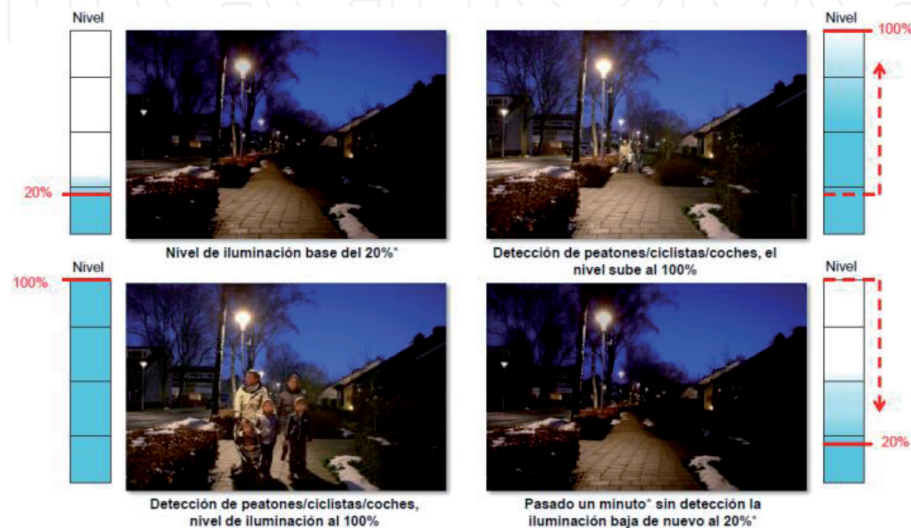 Nivel
20%
Nivel de iluminación base del 20%*
Nivel
100%
Detección de peatones/ciclistas/coches, el
nivel sube al 100%
Nivel
100%
Detección de peatones/ciclistas/coches,
nivel de iluminación al 100%
Nivel
20%
Pasado un minuto* sin detección la
iluminación baja de nuevo al 20%*